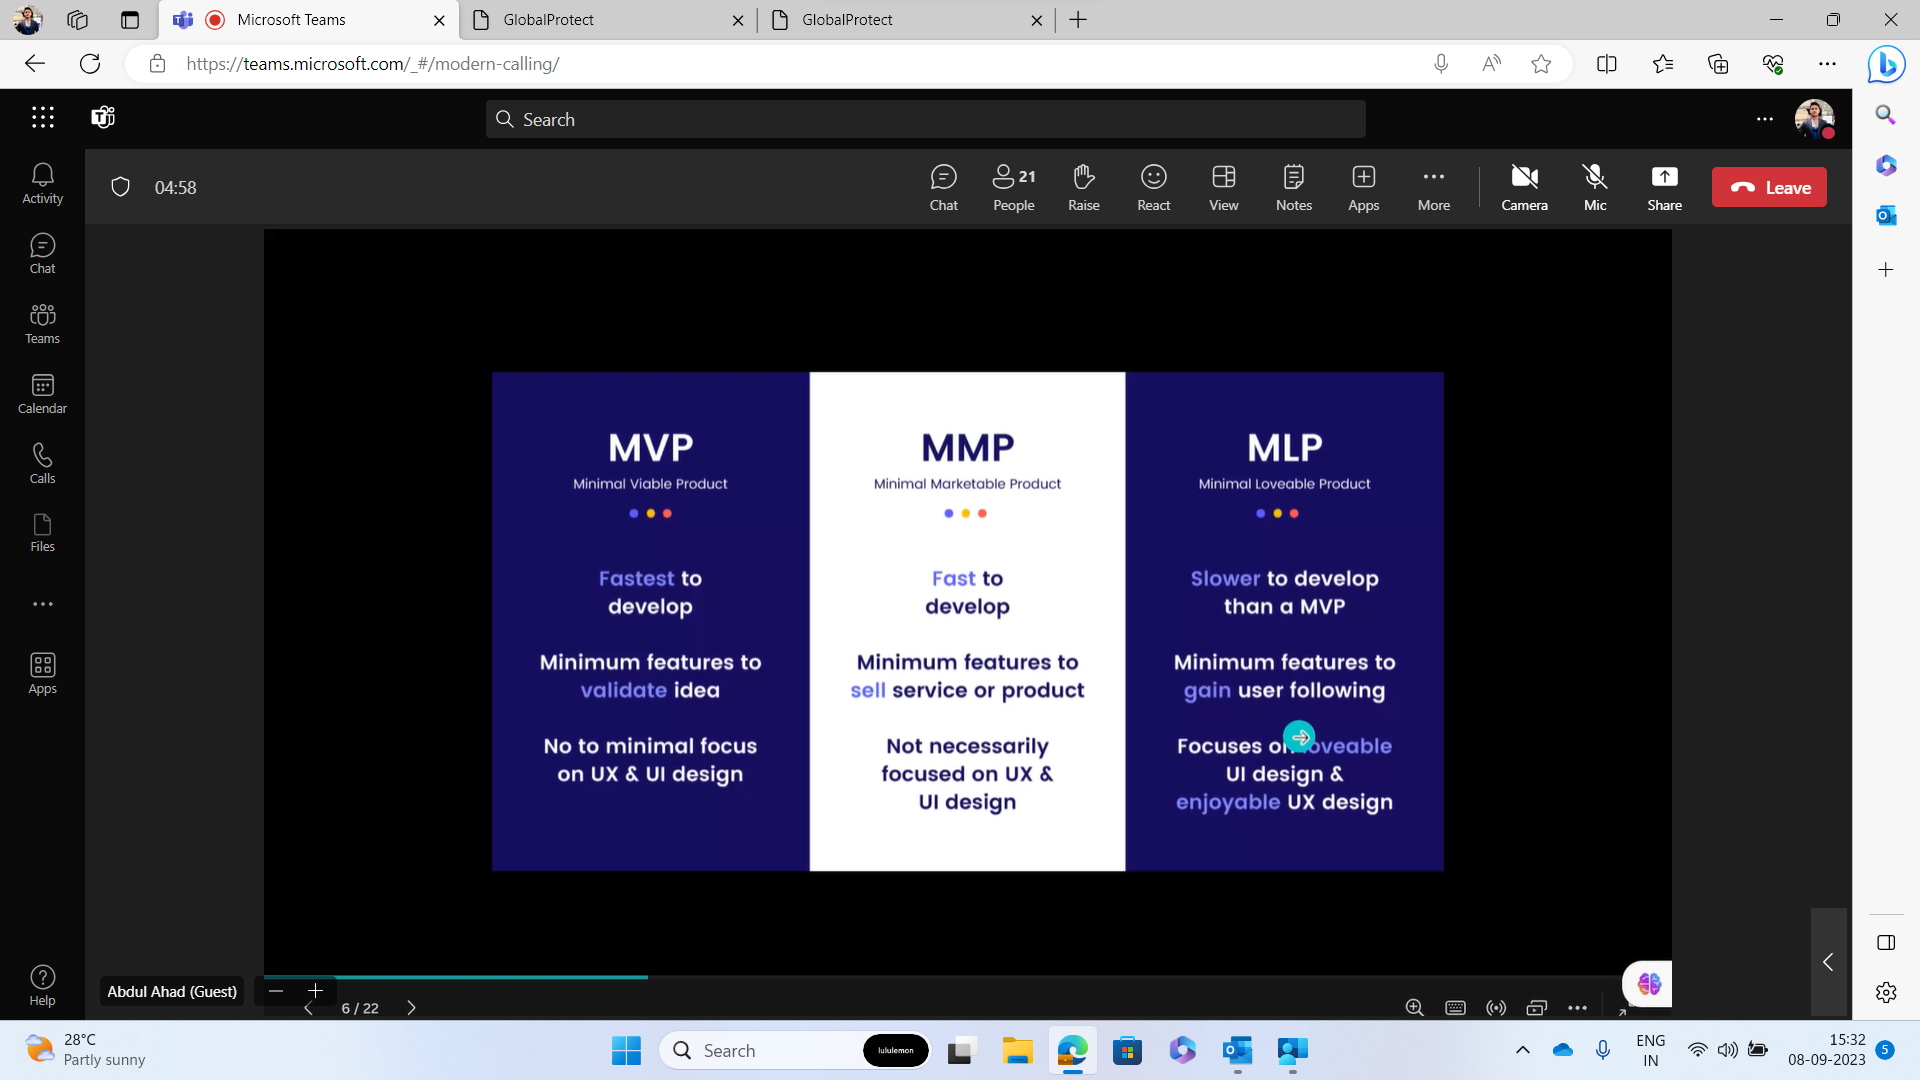 Microsoft Teams
GlobalProtect
GlobalProtect
https://teams.microsoft.com/_#/modern-calling/
Search
04:58
21
Chat
People
Raise
React
View
Notes
Apps
More
Camera
Mic
Share
Leave
Activity
Chat
Teams
Calendar
Calls
Files
Apps
Help
MVP
Minimal Viable Product
Fastest to
develop
Minimum features to
validate idea
No to minimal focus
on UX & UI design
MMP
Minimal Marketable Product
Fast to
develop
Minimum features to
sell service or product
Not necessarily
focused on UX &
UI design
MLP
Minimal Loveable Product
Slower to develop
than a MVP
Minimum features to
gain user following
Focuses on loveable
UI design &
enjoyable UX design
Abdul Ahad (Guest)
6 / 22
28°C
Partly sunny
Search
lululemon
ENG
IN
15:32
08-09-2023
5